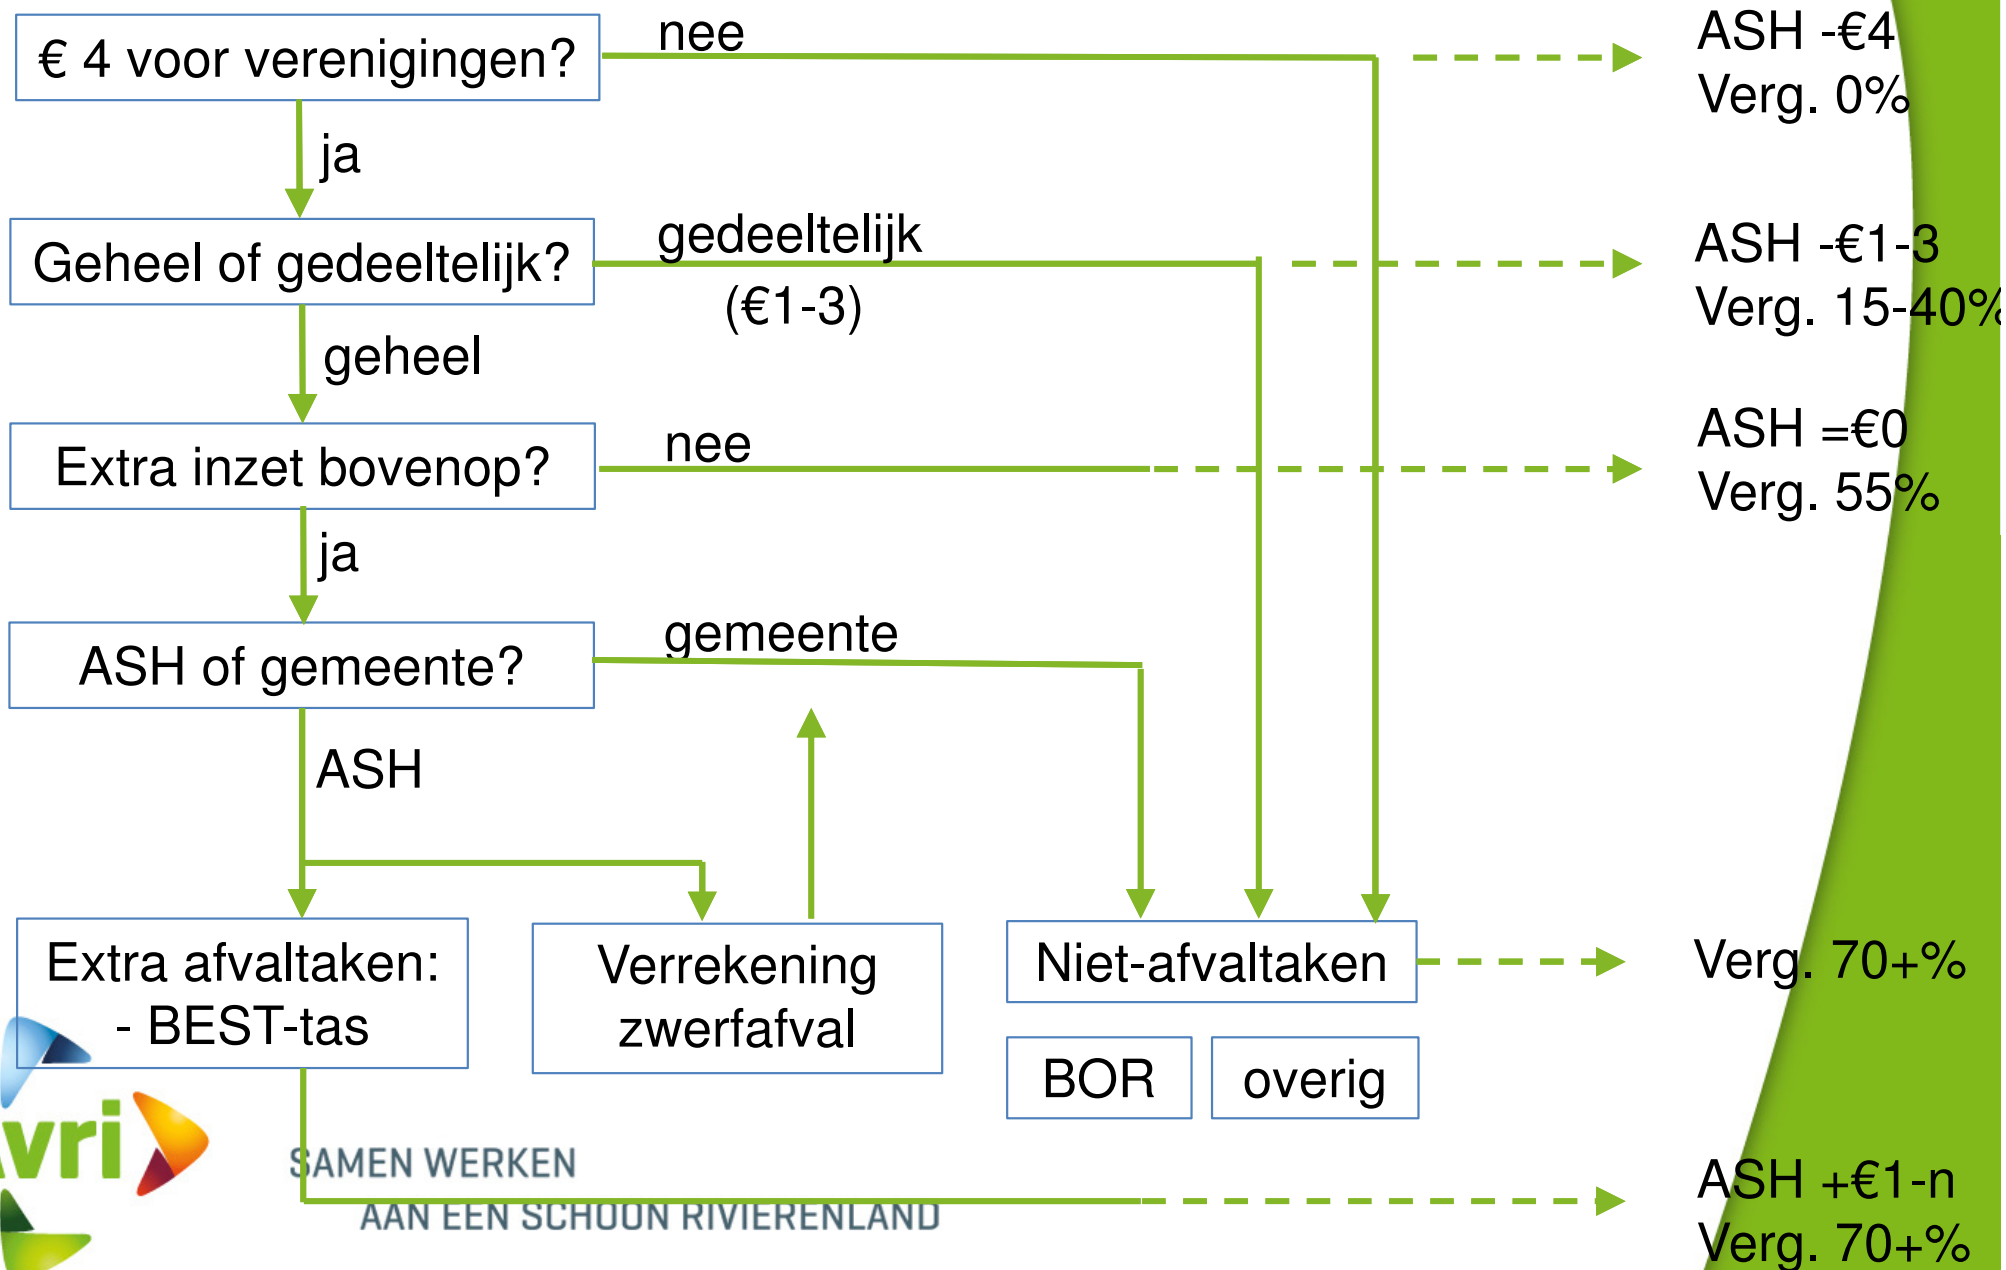 € 4 voor verenigingen?
nee
ASH -€4
Verg. 0%
ja
Geheel of gedeeltelijk?
gedeeltelijk
(€1-3)
ASH -€1-3
Verg. 15-40%
geheel
Extra inzet bovenop?
nee
ASH =€0
Verg. 55%
ja
ASH of gemeente?
gemeente
ASH
Extra afvaltaken:
- BEST-tas
Verrekening
zwerfafval
Niet-afvaltaken
Verg. 70+%
BOR
overig
vri
SAMEN WERKEN
AAN EEN SCHOON RIVIERENLAND
ASH +€1-n
Verg. 70+%